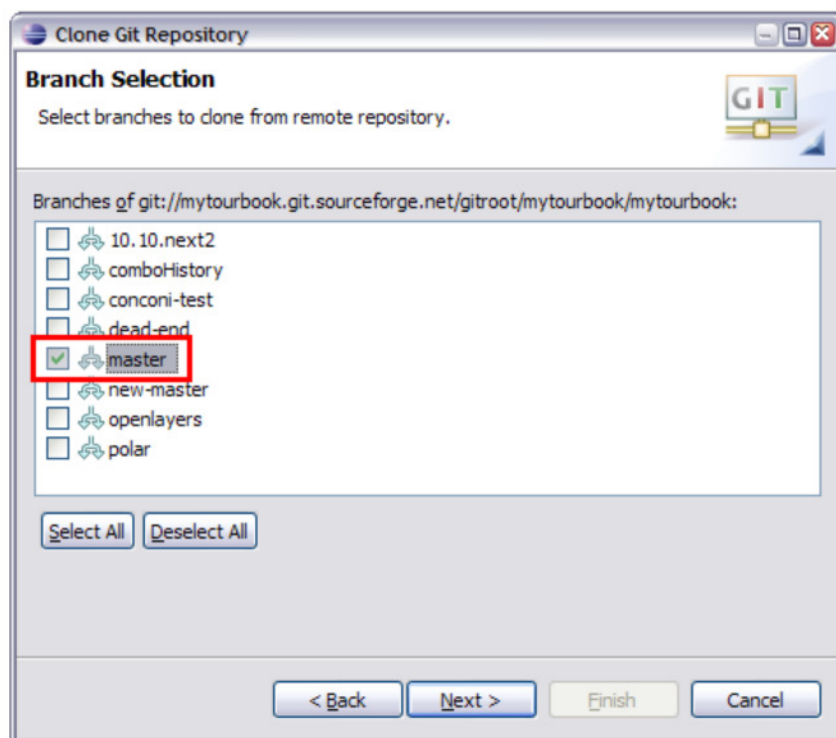 Clone Git Repository
Branch Selection
Select branches to clone from remote repository.
GIT
Branches of git://mytourbook.git.sourceforge.net/gitroot/mytourbook/mytourbook:
10.10.next2
comboHistory
conconi-test
dead-end
master
new-master
openlayers
polar
Select All Deselect All
< Back Next > Finish Cancel